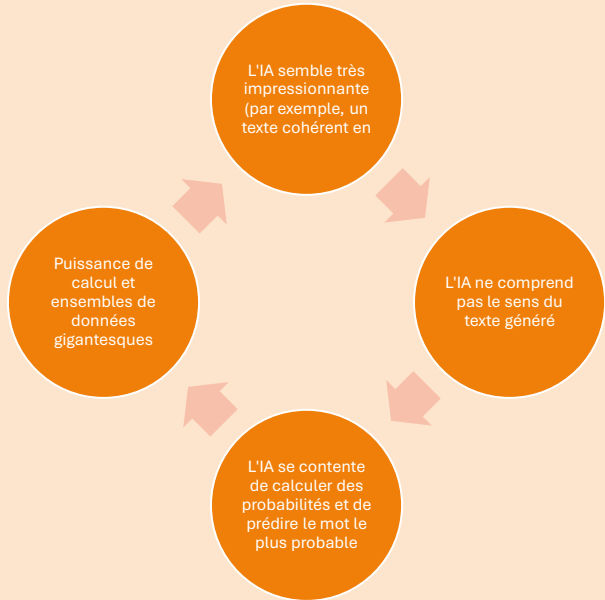 L'IA semble très
impressionnante
(par exemple, un
texte cohérent en
L'IA ne comprend
pas le sens du
texte généré
L'IA se contente
de calculer des
probabilités et de
prédire le mot le
plus probable
Puissance de
calcul et
ensembles de
données
gigantesques